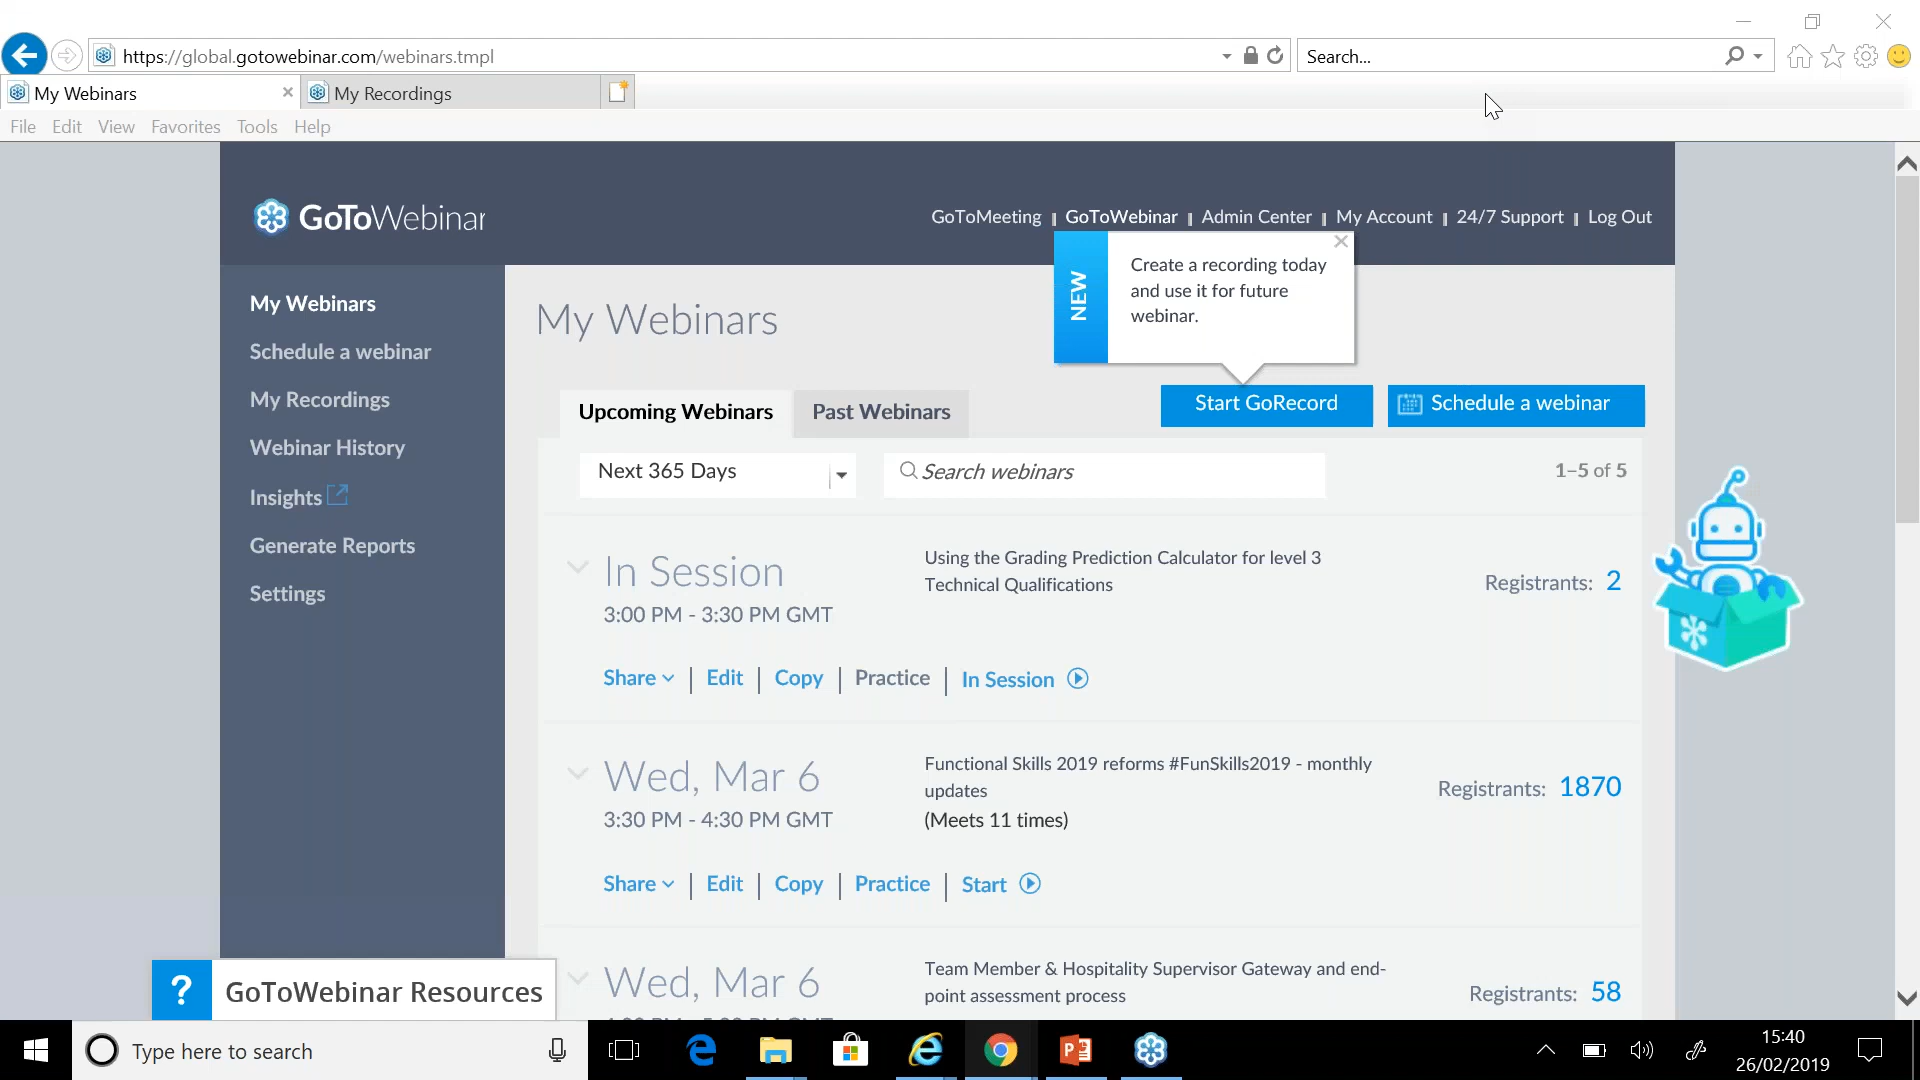 https://global.gotowebinar.com/webinars.tmpl
Search...
My Webinars
My Recordings
File Edit View Favorites Tools Help
GoToWebinar
GoToMeeting | GoToWebinar | Admin Center | My Account | 24/7 Support | Log Out
NEW
Create a recording today
and use it for future
webinar.
My Webinars
Schedule a webinar
My Recordings
Webinar History
Insights
Generate Reports
Settings
My Webinars
Upcoming Webinars
Past Webinars
Start GoRecord
Schedule a webinar
Next 365 Days
Search webinars
1–5 of 5
In Session
3:00 PM - 3:30 PM GMT
Using the Grading Prediction Calculator for level 3
Technical Qualifications
Registrants: 2
Share | Edit | Copy | Practice | In Session
Wed, Mar 6
3:30 PM - 4:30 PM GMT
Functional Skills 2019 reforms #FunSkills2019 - monthly
updates
(Meets 11 times)
Registrants: 1870
Share | Edit | Copy | Practice | Start
Wed, Mar 6
Team Member & Hospitality Supervisor Gateway and end-
point assessment process
Registrants: 58
? GoToWebinar Resources
Type here to search
15:40
26/02/2019